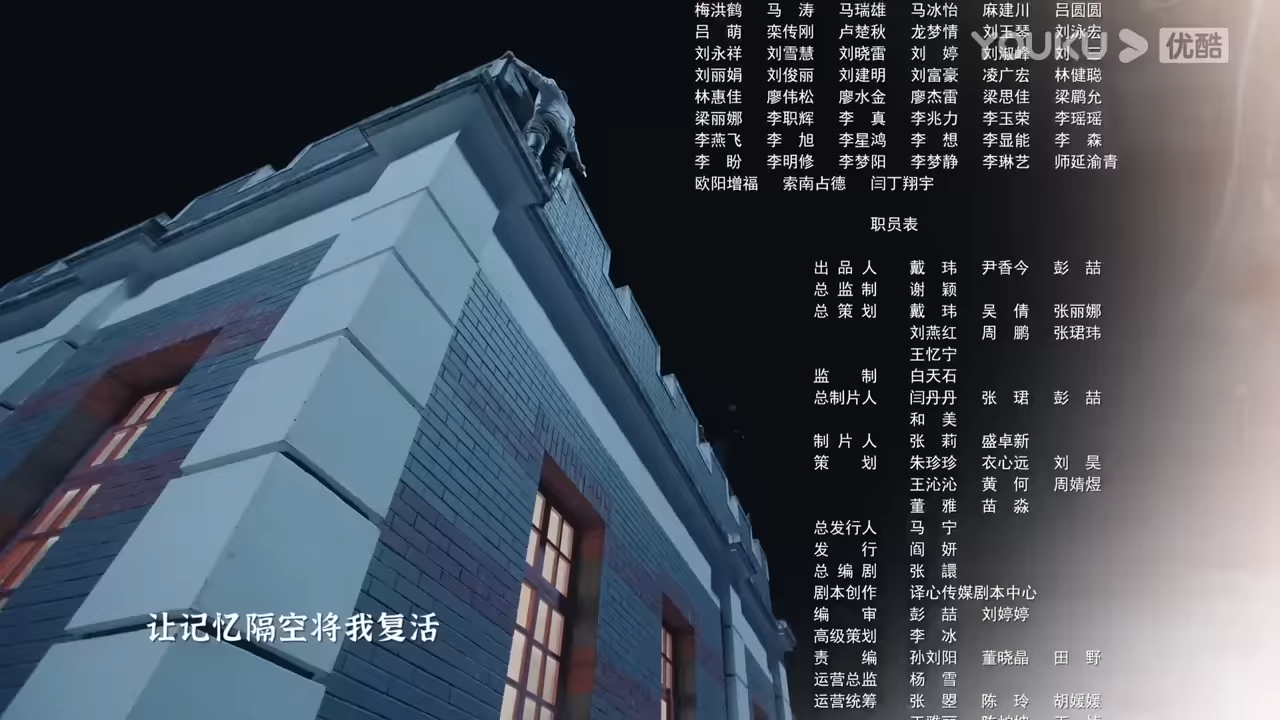 梅洪鹤 马 涛 马瑞雄 马冰怡 麻建川 吕圆圆
吕 萌 栾传刚 卢楚秋 龙梦情 刘玉琴 刘泳宏
YOUKU 优酷
刘永祥 刘雪慧 刘晓雷 刘 婷 刘淑峰 刘 三
刘丽娟 刘俊丽 刘建明 刘富豪 凌广宏 林健聪
林惠佳 廖伟松 廖水金 廖杰雷 梁思佳 梁鹛允
梁丽娜 李职辉 李 真 李兆力 李玉荣 李瑶瑶
李燕飞 李 旭 李星鸿 李 想 李显能 李 森
李 盼 李明修 李梦阳 李梦静 李琳艺 师延渝青
欧阳增福 索南占德 闫丁翔宇
职员表
出 品 人 戴 玮 尹香今 彭 喆
总 监 制 谢 颖
总 策 划 戴 玮 吴 倩 张丽娜
刘燕红 周 鹏 张珺玮
王忆宁
监 制 白天石
总制片人 闫丹丹 张 珺 彭 喆
和 美
制 片 人 张 莉 盛卓新
策 划 朱珍珍 衣心远 刘 昊
王沁沁 黄 何 周婧煜
董 雅 苗 淼
总发行人 马 宁
发 行 阎 妍
总 编 剧 张 譞
剧本创作 译心传媒剧本中心
编 审 彭 喆 刘婷婷
高级策划 李 冰
责 编 孙刘阳 董晓晶 田 野
运营总监 杨 雪
运营统筹 张 曌 陈 玲 胡媛媛
让记忆隔空将我复活